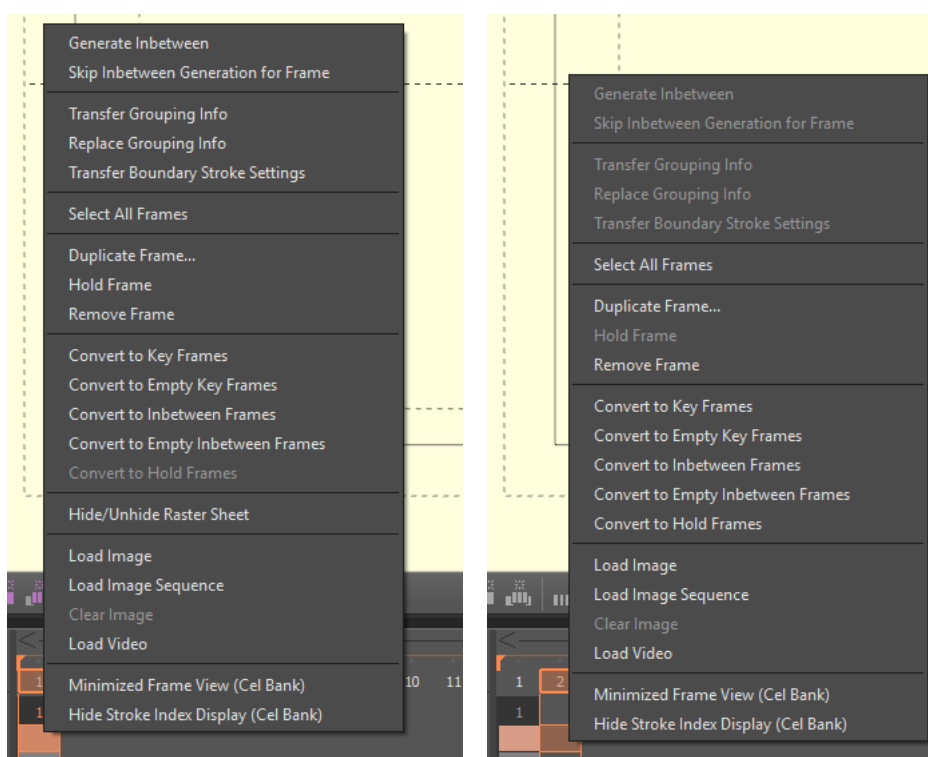 Generate Inbetween
Skip Inbetween Generation for Frame
Transfer Grouping Info
Replace Grouping Info
Transfer Boundary Stroke Settings
Select All Frames
Duplicate Frame...
Hold Frame
Remove Frame
Convert to Key Frames
Convert to Empty Key Frames
Convert to Inbetween Frames
Convert to Empty Inbetween Frames
Convert to Hold Frames
Hide/Unhide Raster Sheet
Load Image
Load Image Sequence
Clear Image
Load Video
Minimized Frame View (Cel Bank)
Hide Stroke Index Display (Cel Bank)
1 10 11
1
Generate Inbetween
Skip Inbetween Generation for Frame
Transfer Grouping Info
Replace Grouping Info
Transfer Boundary Stroke Settings
Select All Frames
Duplicate Frame...
Hold Frame
Remove Frame
Convert to Key Frames
Convert to Empty Key Frames
Convert to Inbetween Frames
Convert to Empty Inbetween Frames
Convert to Hold Frames
Load Image
Load Image Sequence
Clear Image
Load Video
Minimized Frame View (Cel Bank)
Hide Stroke Index Display (Cel Bank)
1 2
1